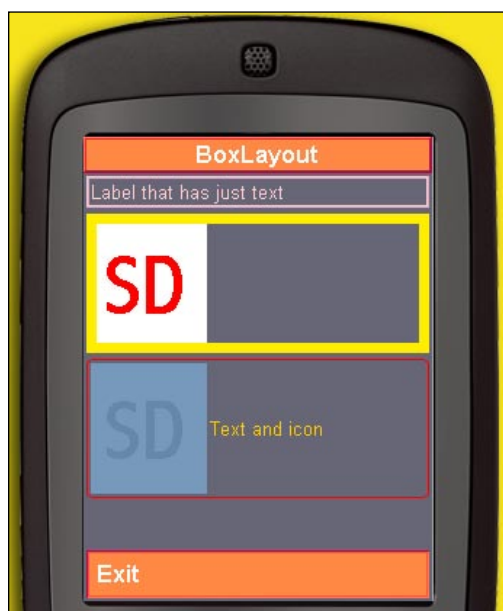 BoxLayout
Label that has just text
SD
SD
Text and icon
Exit